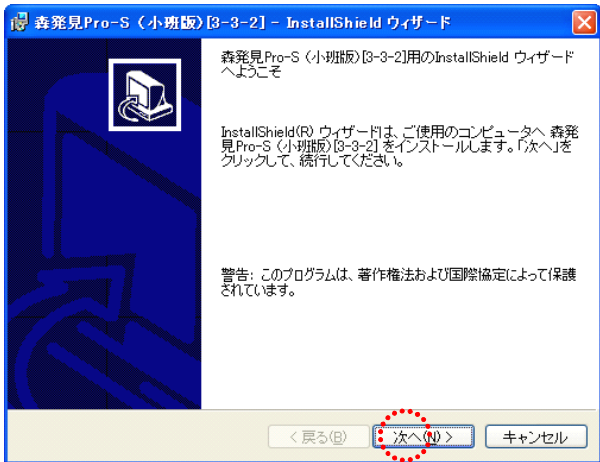 森発見Pro-S (小班版)[3-3-2] - InstallShield ウィザード
森発見Pro-S (小班版)[3-3-2]用のInstallShield ウィザード
へようこそ
InstallShield(R) ウィザードは、ご使用のコンピュータへ 森発
見Pro-S (小班版)[3-3-2] をインストールします。「次へ」を
クリックして、続行してください。
警告: このプログラムは、著作権法および国際協定によって保護
されています。
< 戻る(B) 次へ(N) > キャンセル